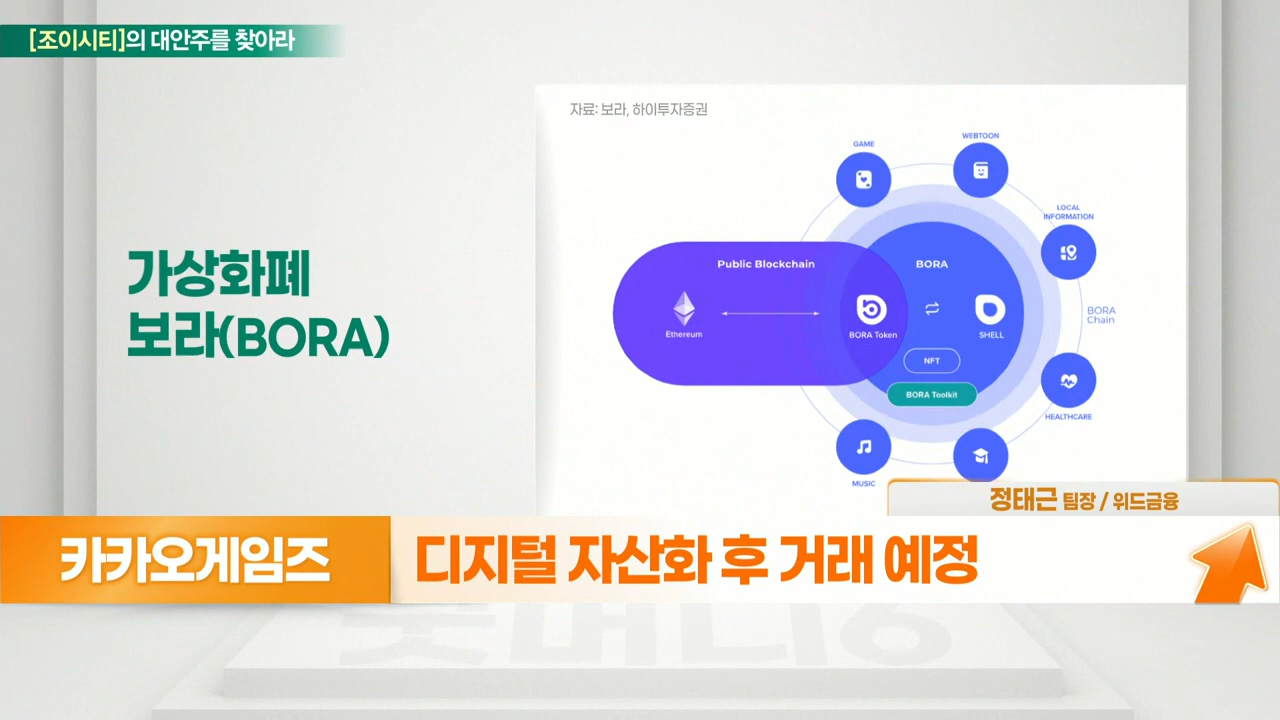 [조이시티]의 대안주를 찾아라
자료: 보라, 하이투자증권
가상화폐
보라(BORA)
GAME
WEBTOON
LOCAL
INFORMATION
Public Blockchain
BORA
Ethereum
BORA Token
SHELL
BORA
Chain
NFT
BORA Toolkit
HEALTHCARE
MUSIC
정태근 팀장 / 위드금융
카카오게임즈
디지털 자산화 후 거래 예정